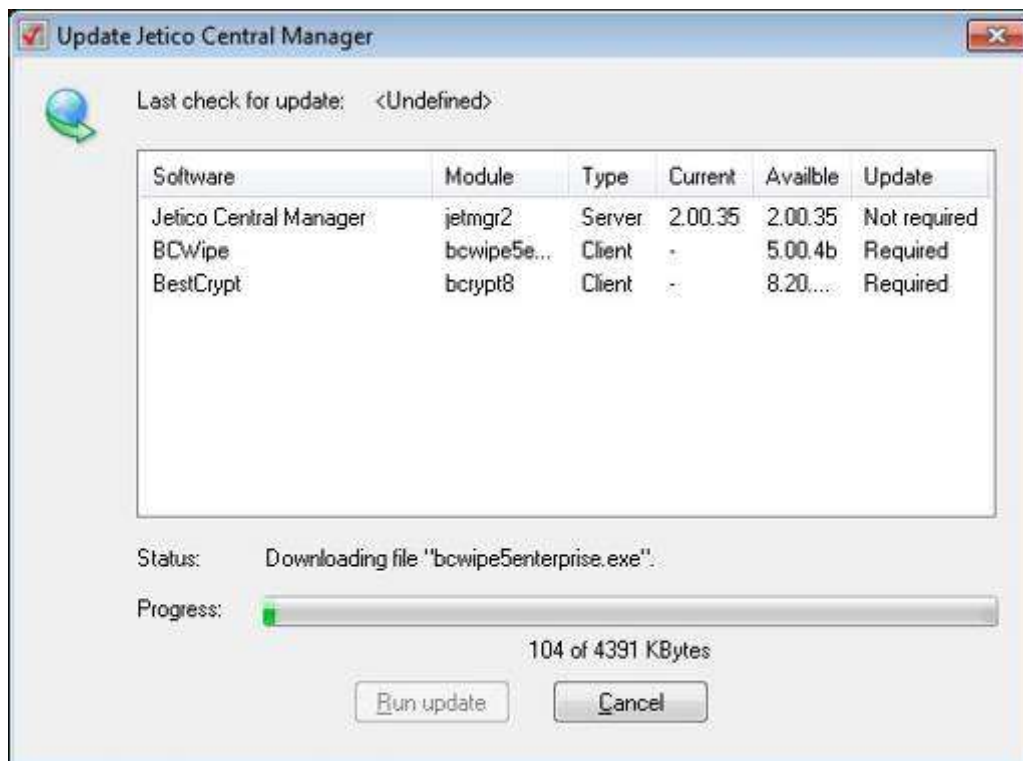 Update Jetico Central Manager
Last check for update: <Undefined>
Software Module Type Current Availble Update
Jetico Central Manager jetmgr2 Server 2.00.35 2.00.35 Not required
BCWipe bcwipe5e... Client - 5.00.4b Required
BestCrypt bcrypt8 Client - 8.20.... Required
Status: Downloading file "bcwipe5enterprise.exe".
Progress:
104 of 4391 KBytes
Run update Cancel